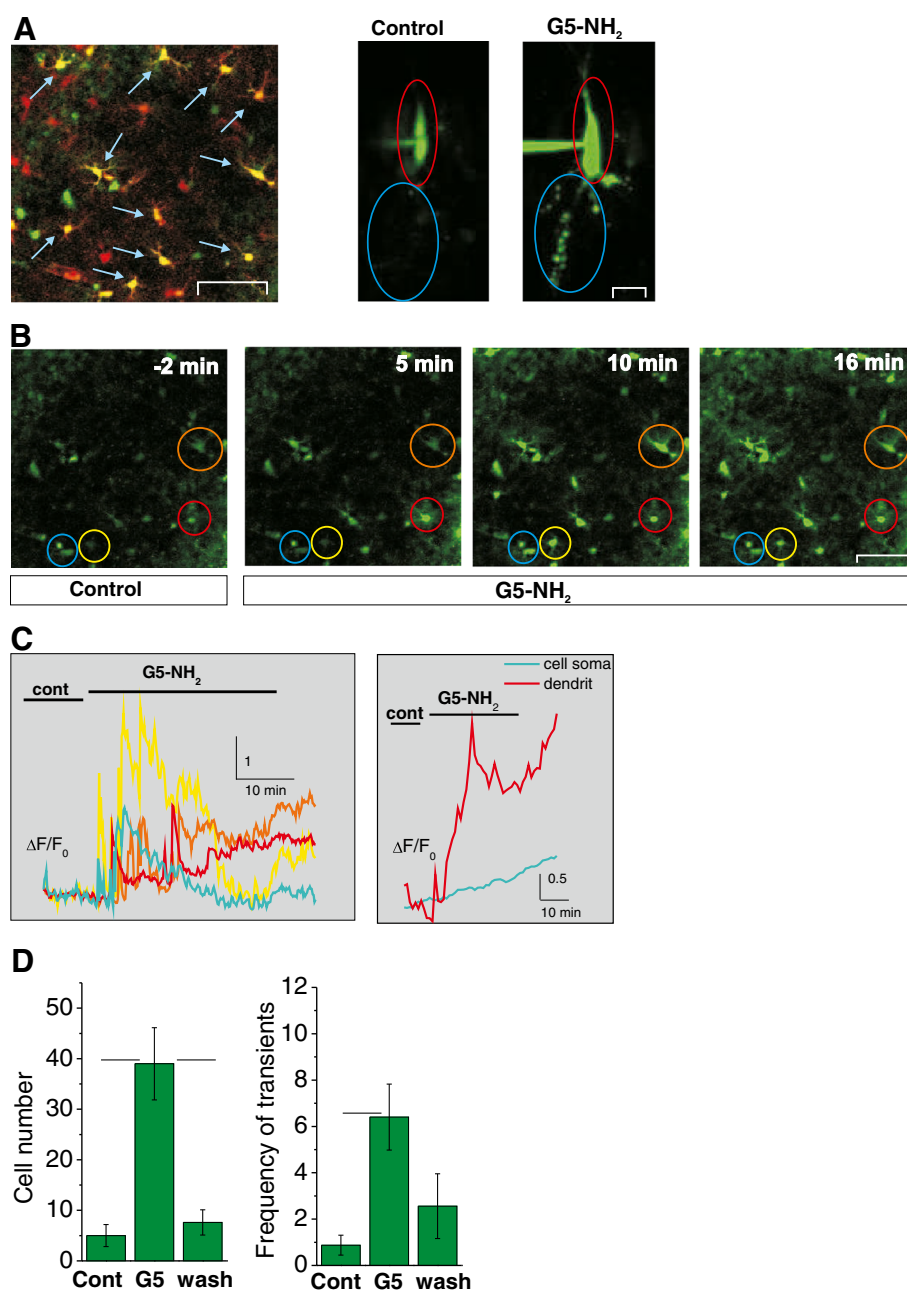 A
Control
G5-NH2
B
-2 min
5 min
10 min
16 min
Control
G5-NH2
C
cont
G5-NH2
1
10 min
ΔF/F0
cell soma
dendrit
G5-NH2
cont
ΔF/F0
0.5
10 min
D
Cell number
50
40
30
20
10
0
Cont G5 wash
Frequency of transients
12
10
8
6
4
2
0
Cont G5 wash